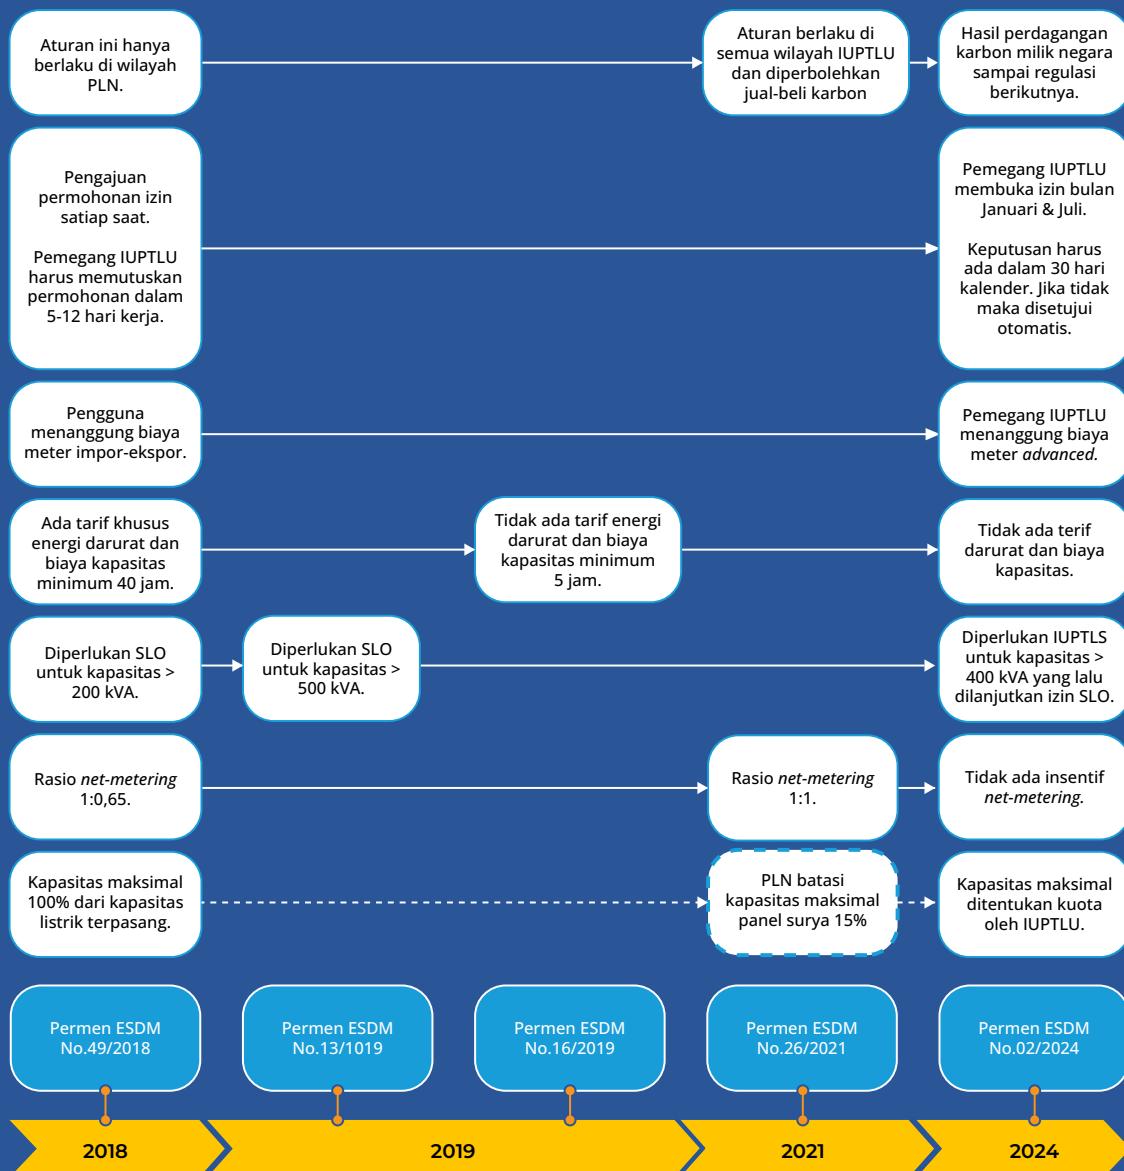 Aturan ini hanya
berlaku di wilayah
PLN.
Aturan berlaku di
semua wilayah IUPTLU
dan diperbolehkan
jual-beli karbon
Hasil perdagangan
karbon milik negara
sampai regulasi
berikutnya.
Pengajuan
permohonan izin
satiap saat.
Pemegang IUPTLU
harus memutuskan
permohonan dalam
5-12 hari kerja.
Pemegang IUPTLU
membuka izin bulan
Januari & Juli.
Keputusan harus
ada dalam 30 hari
kalender. Jika tidak
maka disetujui
otomatis.
Pengguna
menanggung biaya
meter impor-ekspor.
Pemegang IUPTLU
menanggung biaya
meter advanced.
Ada tarif khusus
energi darurat dan
biaya kapasitas
minimum 40 jam.
Tidak ada tarif energi
darurat dan biaya
kapasitas minimum
5 jam.
Tidak ada terif
darurat dan biaya
kapasitas.
Diperlukan SLO
untuk kapasitas >
200 kVA.
Diperlukan SLO
untuk kapasitas >
500 kVA.
Diperlukan IUPTLS
untuk kapasitas >
400 kVA yang lalu
dilanjutkan izin SLO.
Rasio net-metering
1:0,65.
Rasio net-metering
1:1.
Tidak ada insentif
net-metering.
Kapasitas maksimal
100% dari kapasitas
listrik terpasang.
PLN batasi
kapasitas maksimal
panel surya 15%
Kapasitas maksimal
ditentukan kuota
oleh IUPTLU.
Permen ESDM
No.49/2018
Permen ESDM
No.13/1019
Permen ESDM
No.16/2019
Permen ESDM
No.26/2021
Permen ESDM
No.02/2024
2018
2019
2021
2024